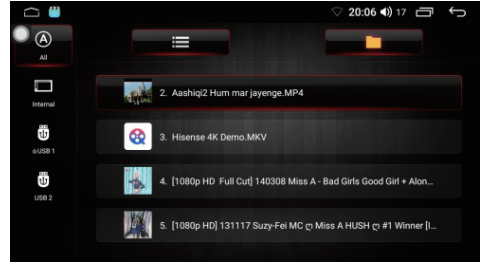 20:06 17
A
All
Internal
USB 1
USB 2
2. Aashiqi2 Hum mar jayenge.MP4
3. Hisense 4K Demo.MKV
4. [1080p HD Full Cut] 140308 Miss A - Bad Girls Good Girl + Alon...
5. [1080p HD] 131117 Suzy-Fei MC ღ Miss A HUSH ღ #1 Winner [I...